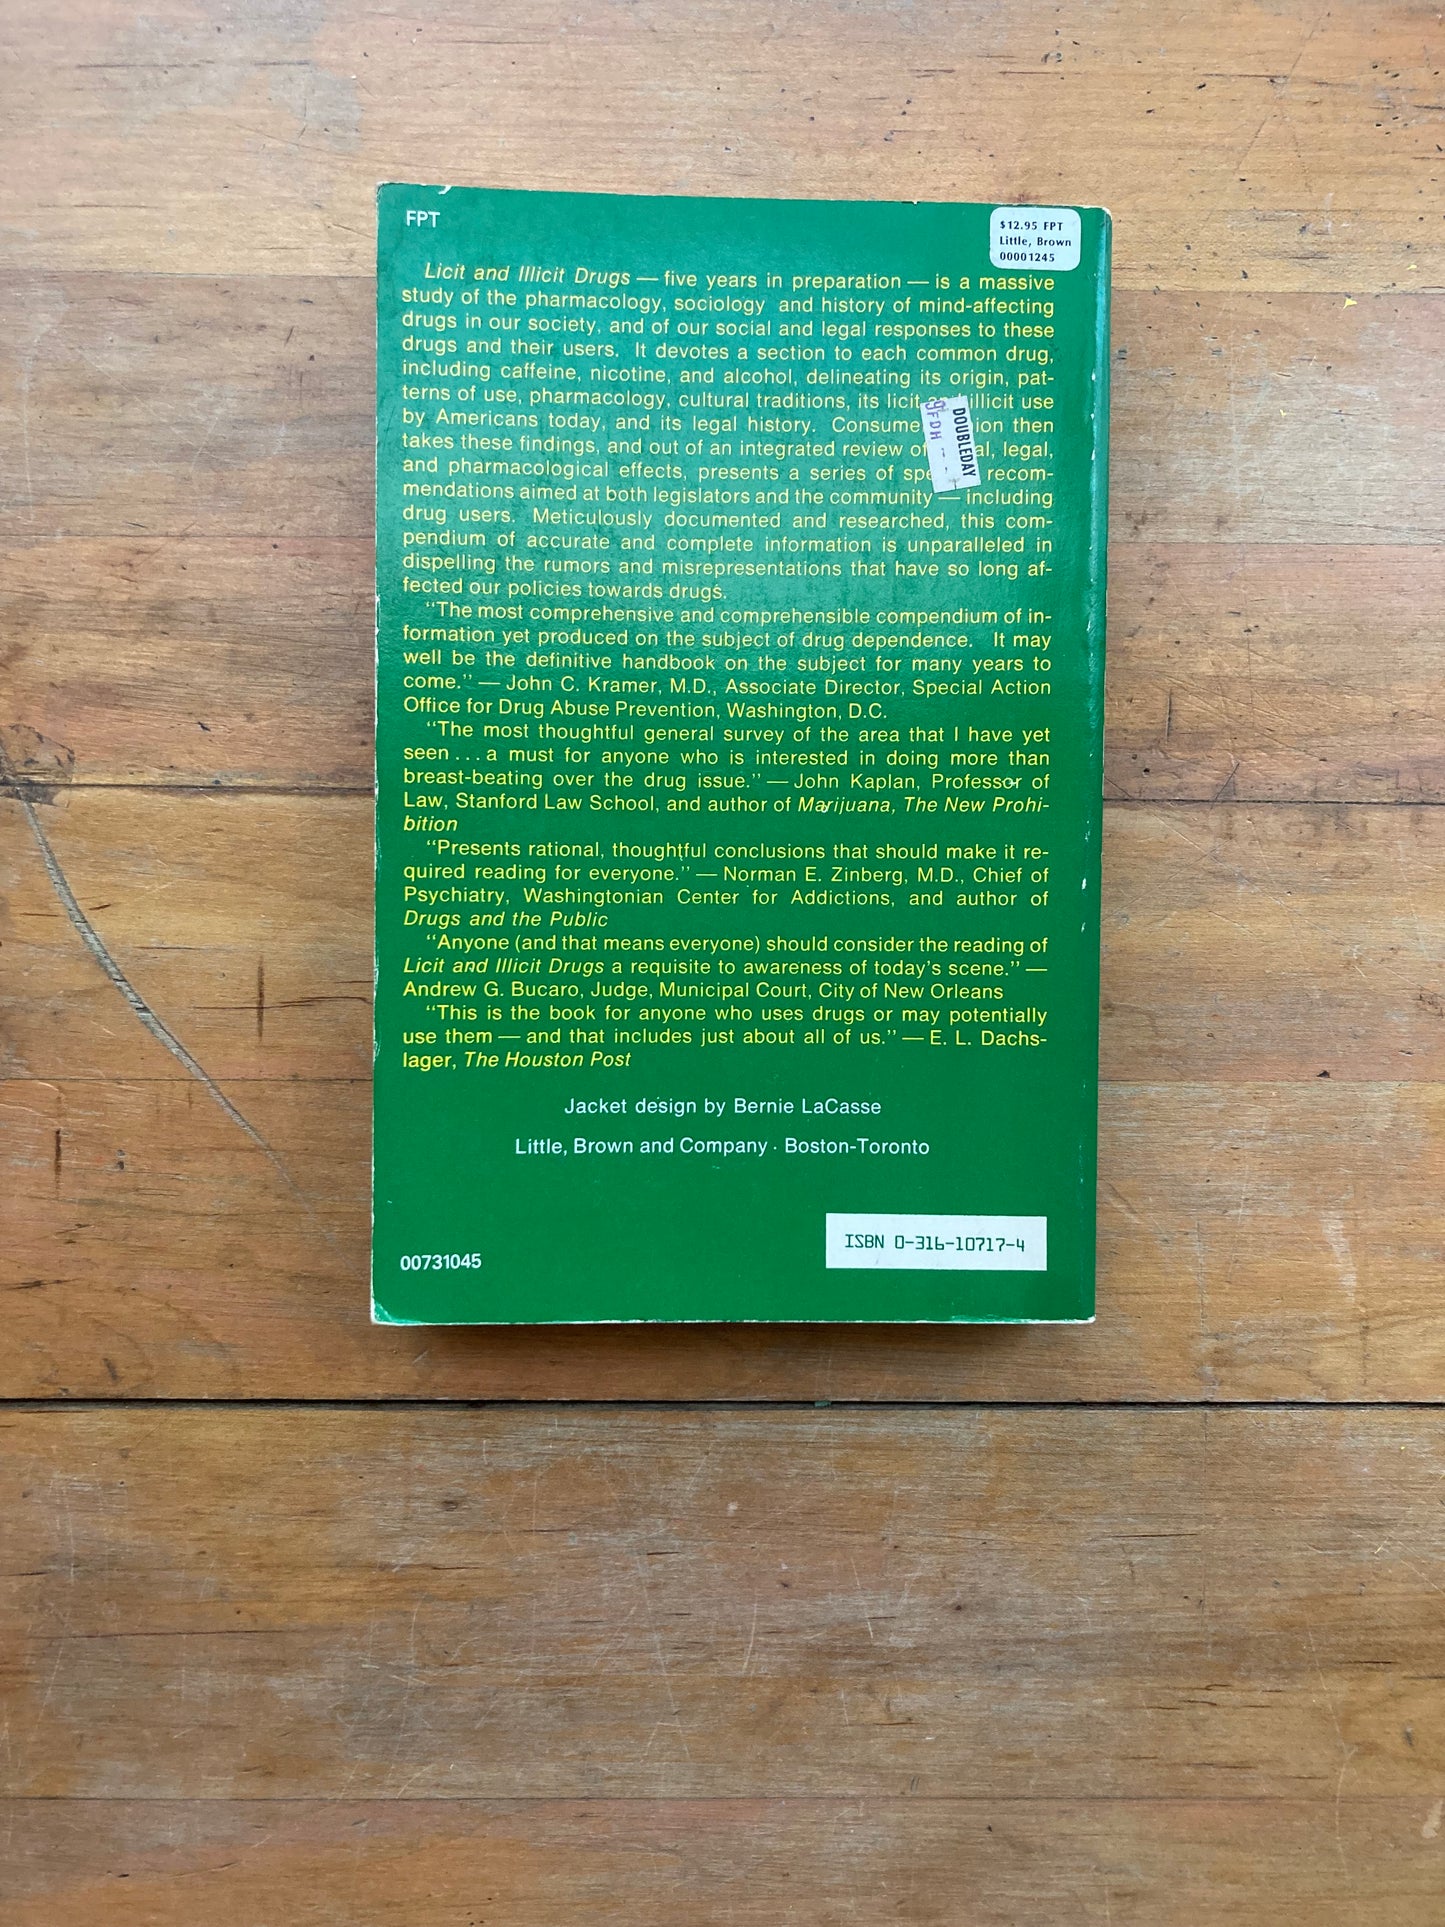 FPT
$12.95 FPT
Little, Brown
00001245
Licit and Illicit Drugs — five years in preparation — is a massive
study of the pharmacology, sociology and history of mind-affecting
drugs in our society, and of our social and legal responses to these
drugs and their users. It devotes a section to each common drug,
including caffeine, nicotine, and alcohol, delineating its origin, pat-
terns of use, pharmacology, cultural traditions, its licit illicit use
by Americans today, and its legal history. Consume ion then
takes these findings, and out of an integrated review of al, legal,
and pharmacological effects, presents a series of spe recom-
mendations aimed at both legislators and the community — including
drug users. Meticulously documented and researched, this com-
pendium of accurate and complete information is unparalleled in
dispelling the rumors and misrepresentations that have so long af-
fected our policies towards drugs.
DOUBLEDAY
"The most comprehensive and comprehensible compendium of in-
formation yet produced on the subject of drug dependence. It may
well be the definitive handbook on the subject for many years to
come." — John C. Kramer, M.D., Associate Director, Special Action
Office for Drug Abuse Prevention, Washington, D.C.
"The most thoughtful general survey of the area that I have yet
seen . . . a must for anyone who is interested in doing more than
breast-beating over the drug issue." — John Kaplan, Professor of
Law, Stanford Law School, and author of Marijuana, The New Prohi-
bition
"Presents rational, thoughtful conclusions that should make it re-
quired reading for everyone." — Norman E. Zinberg, M.D., Chief of
Psychiatry, Washingtonian Center for Addictions, and author of
Drugs and the Public
"Anyone (and that means everyone) should consider the reading of
Licit and Illicit Drugs a requisite to awareness of today's scene." —
Andrew G. Bucaro, Judge, Municipal Court, City of New Orleans
"This is the book for anyone who uses drugs or may potentially
use them — and that includes just about all of us." — E. L. Dachs-
lager, The Houston Post
Jacket design by Bernie LaCasse
Little, Brown and Company · Boston-Toronto
ISBN 0-316-10717-4
00731045